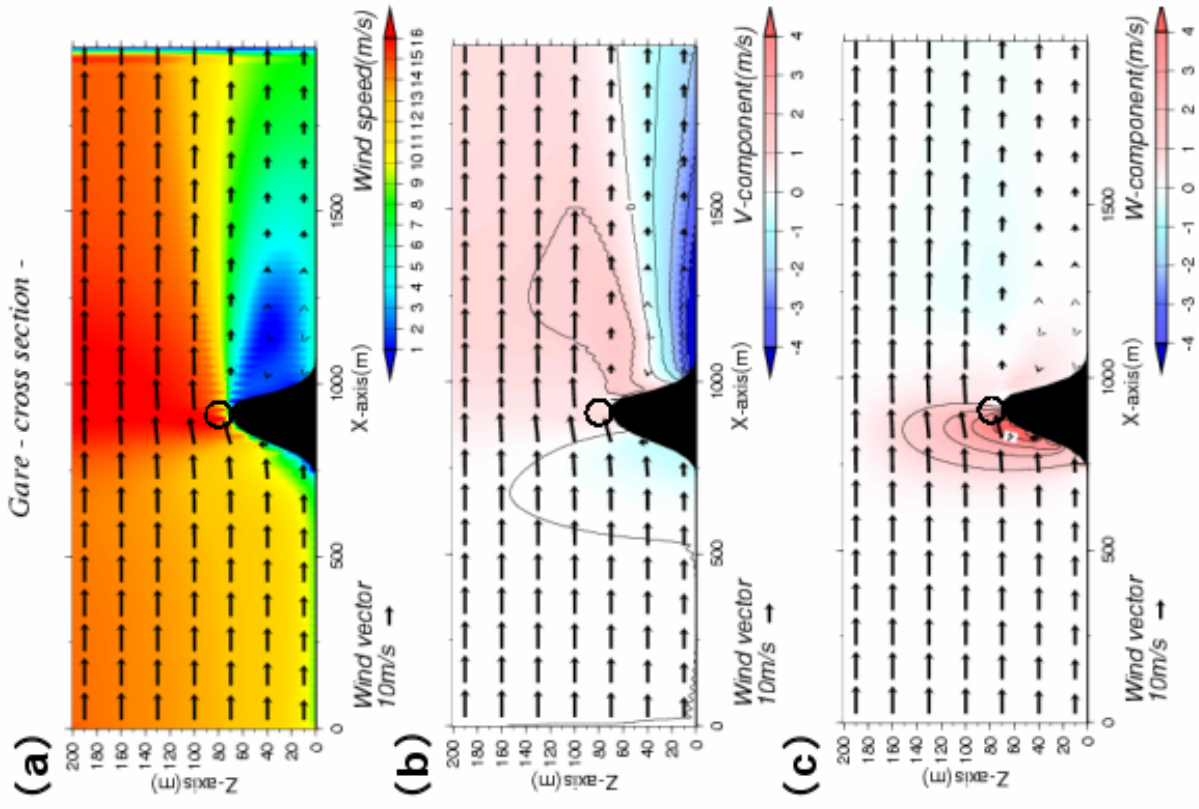 Gare - cross section -
(a)
Z-axis(m)
200
180
160
140
120
100
80
60
40
20
0
0 500 1000 1500
X-axis(m)
Wind vector
10m/s
Wind speed(m/s)
1 2 3 4 5 6 7 8 9 10 11 12 13 14 15 16
(b)
Z-axis(m)
200
180
160
140
120
100
80
60
40
20
0
0
0 500 1000 1500
X-axis(m)
Wind vector
10m/s
V-component(m/s)
-4 -3 -2 -1 0 1 2 3 4
(c)
Z-axis(m)
200
180
160
140
120
100
80
60
40
20
0
0 500 1000 1500
X-axis(m)
Wind vector
10m/s
W-component(m/s)
-4 -3 -2 -1 0 1 2 3 4